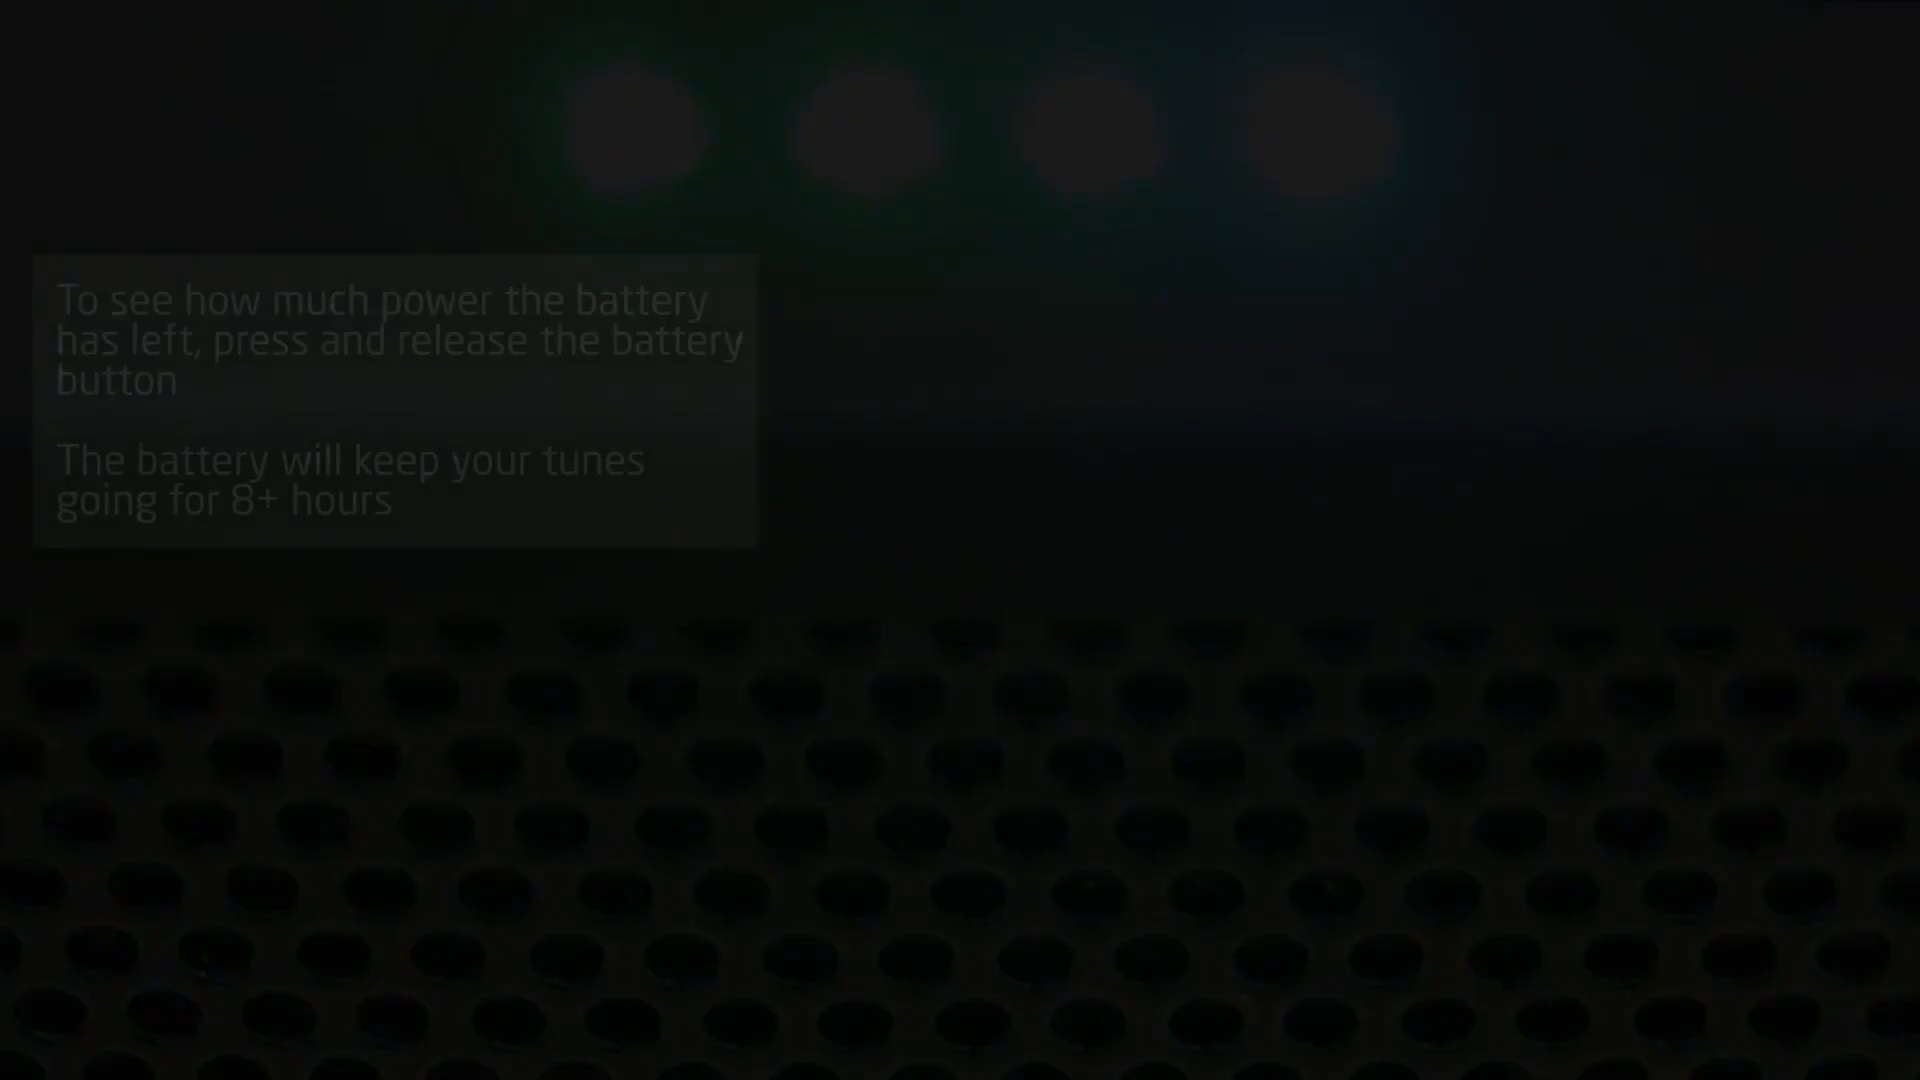 To see how much power the battery
has left, press and release the battery
button
The battery will keep your tunes
going for 8+ hours